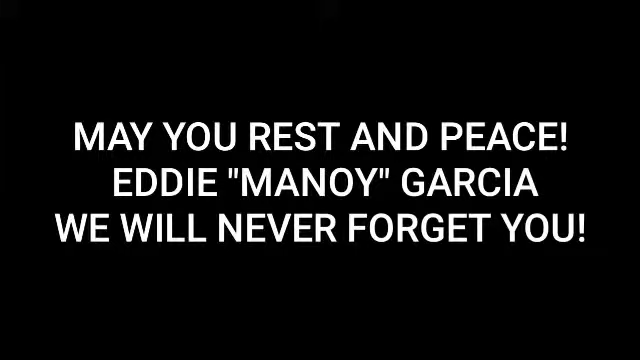 MAY YOU REST AND PEACE!
EDDIE "MANOY" GARCIA
WE WILL NEVER FORGET YOU!